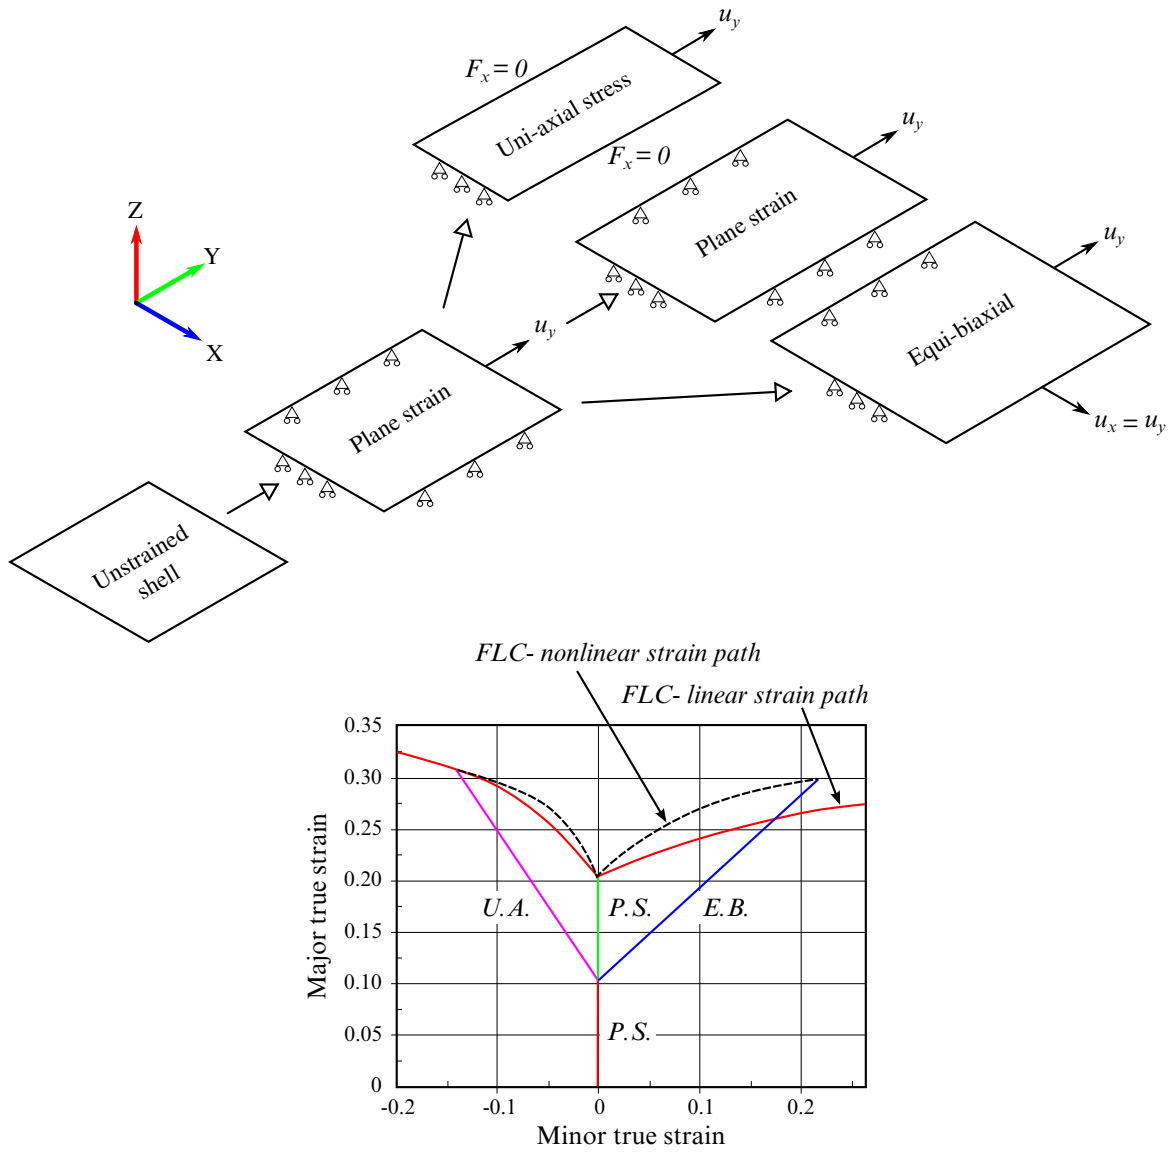 u_y
F_x = 0
Uni-axial stress
F_x = 0
u_y
Plane strain
u_y
Equi-biaxial
u_x = u_y
Z
Y
X
u_y
Plane strain
Unstrained
shell
FLC- nonlinear strain path
FLC- linear strain path
0.35
0.30
0.25
0.20
0.15
0.10
0.05
0
Major true strain
U.A.
P.S.
E.B.
P.S.
-0.2
-0.1
0
0.1
0.2
Minor true strain